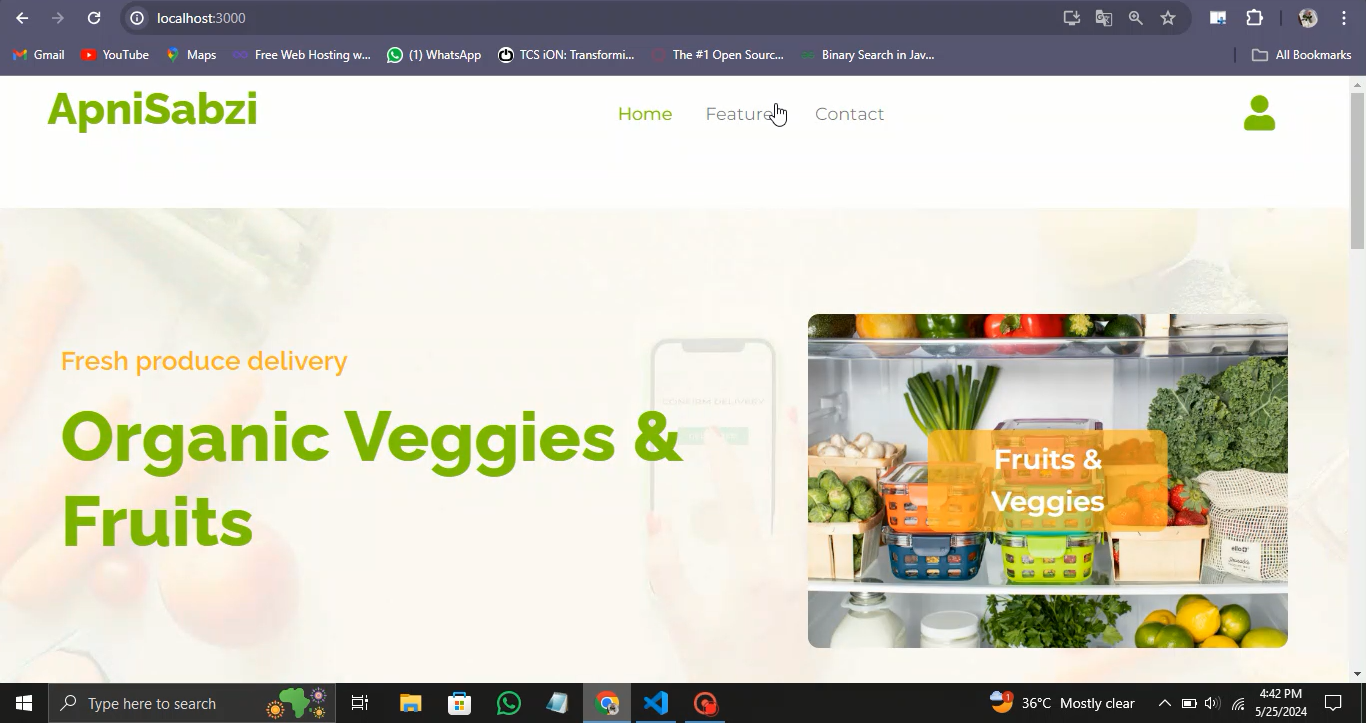 localhost:3000
Gmail
YouTube
Maps
Free Web Hosting w...
(1) WhatsApp
TCS iON: Transformi...
The #1 Open Sourc...
Binary Search in Jav...
All Bookmarks
ApniSabzi
Home
Contact
Fresh produce delivery
Organic Veggies &
Fruits
CONFIRM DELIVERY
Fruits &
Veggies
Type here to search
1
36°C Mostly clear
4:42 PM
5/25/2024